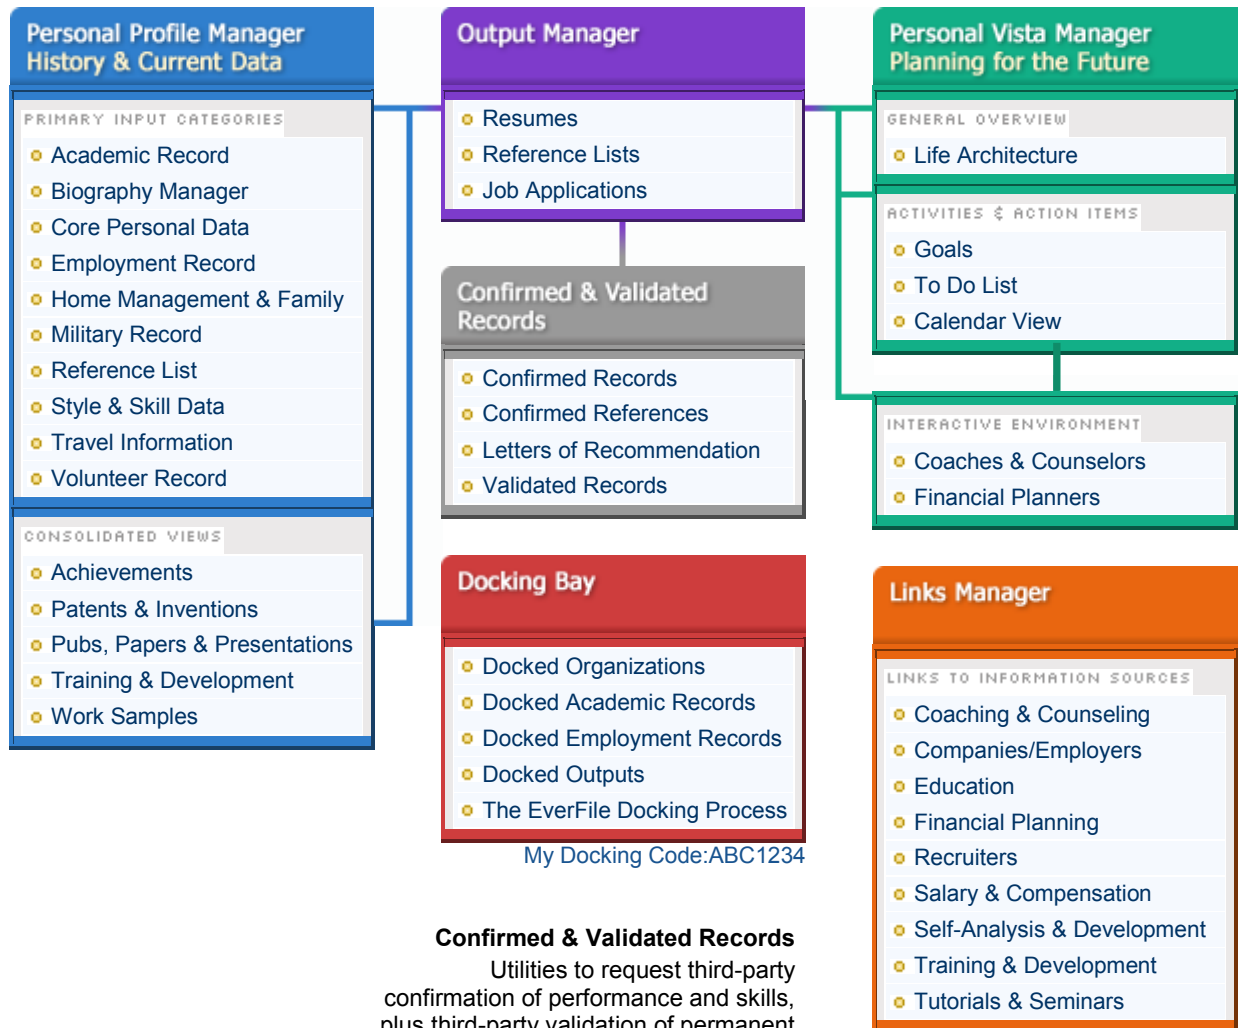 Personal Profile Manager
History & Current Data
PRIMARY INPUT CATEGORIES
Academic Record
Biography Manager
Core Personal Data
Employment Record
Home Management & Family
Military Record
Reference List
Style & Skill Data
Travel Information
Volunteer Record
CONSOLIDATED VIEWS
Achievements
Patents & Inventions
Pubs, Papers & Presentations
Training & Development
Work Samples
Output Manager
Resumes
Reference Lists
Job Applications
Confirmed & Validated
Records
Confirmed Records
Confirmed References
Letters of Recommendation
Validated Records
Docking Bay
Docked Organizations
Docked Academic Records
Docked Employment Records
Docked Outputs
The EverFile Docking Process
My Docking Code:ABC1234
Confirmed & Validated Records
Utilities to request third-party
confirmation of performance and skills,
plus third-party validation of permanent
Personal Vista Manager
Planning for the Future
GENERAL OVERVIEW
Life Architecture
ACTIVITIES & ACTION ITEMS
Goals
To Do List
Calendar View
INTERACTIVE ENVIRONMENT
Coaches & Counselors
Financial Planners
Links Manager
LINKS TO INFORMATION SOURCES
Coaching & Counseling
Companies/Employers
Education
Financial Planning
Recruiters
Salary & Compensation
Self-Analysis & Development
Training & Development
Tutorials & Seminars